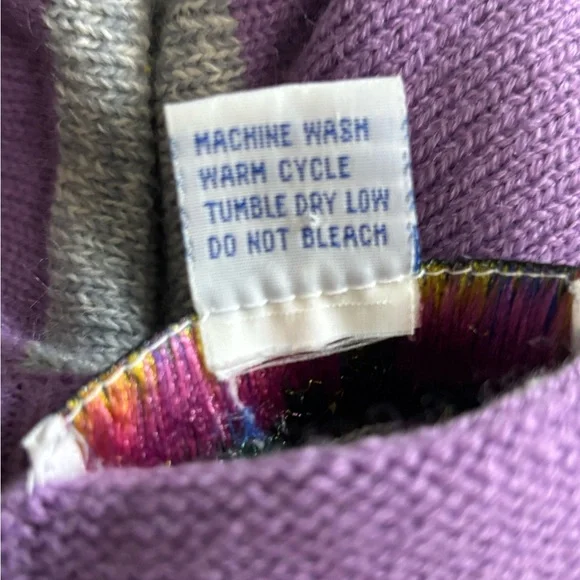 MACHINE WASH
WARM CYCLE
TUMBLE DRY LOW
DO NOT BLEACH